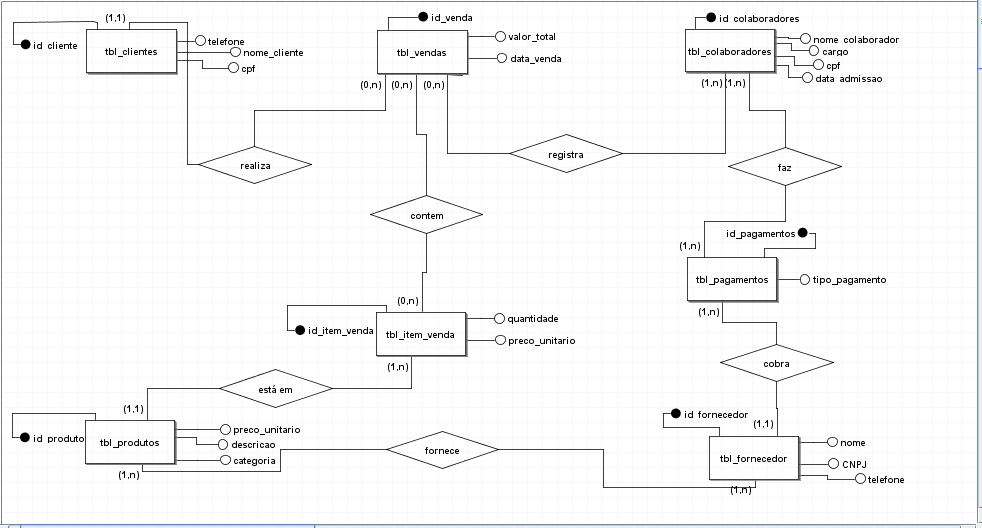 (1,1)
id_cliente
tbl_clientes
telefone
nome_cliente
cpf
id_venda
tbl_vendas
valor_total
data_venda
(0,n) (0,n) (0,n)
id_colaboradores
tbl_colaboradores
nome_colaborador
cargo
cpf
data_admissao
(1,n) (1,n)
realiza
registra
faz
contem
id_pagamentos
(1,n)
tbl_pagamentos
tipo_pagamento
(1,n)
(0,n)
id_item_venda
tbl_item_venda
quantidade
preco_unitario
(1,n)
cobra
está em
(1,1)
id_produto
tbl_produtos
preco_unitario
descricao
categoria
(1,n)
fornece
id_fornecedor
(1,1)
tbl_fornecedor
nome
CNPJ
telefone
(1,n)